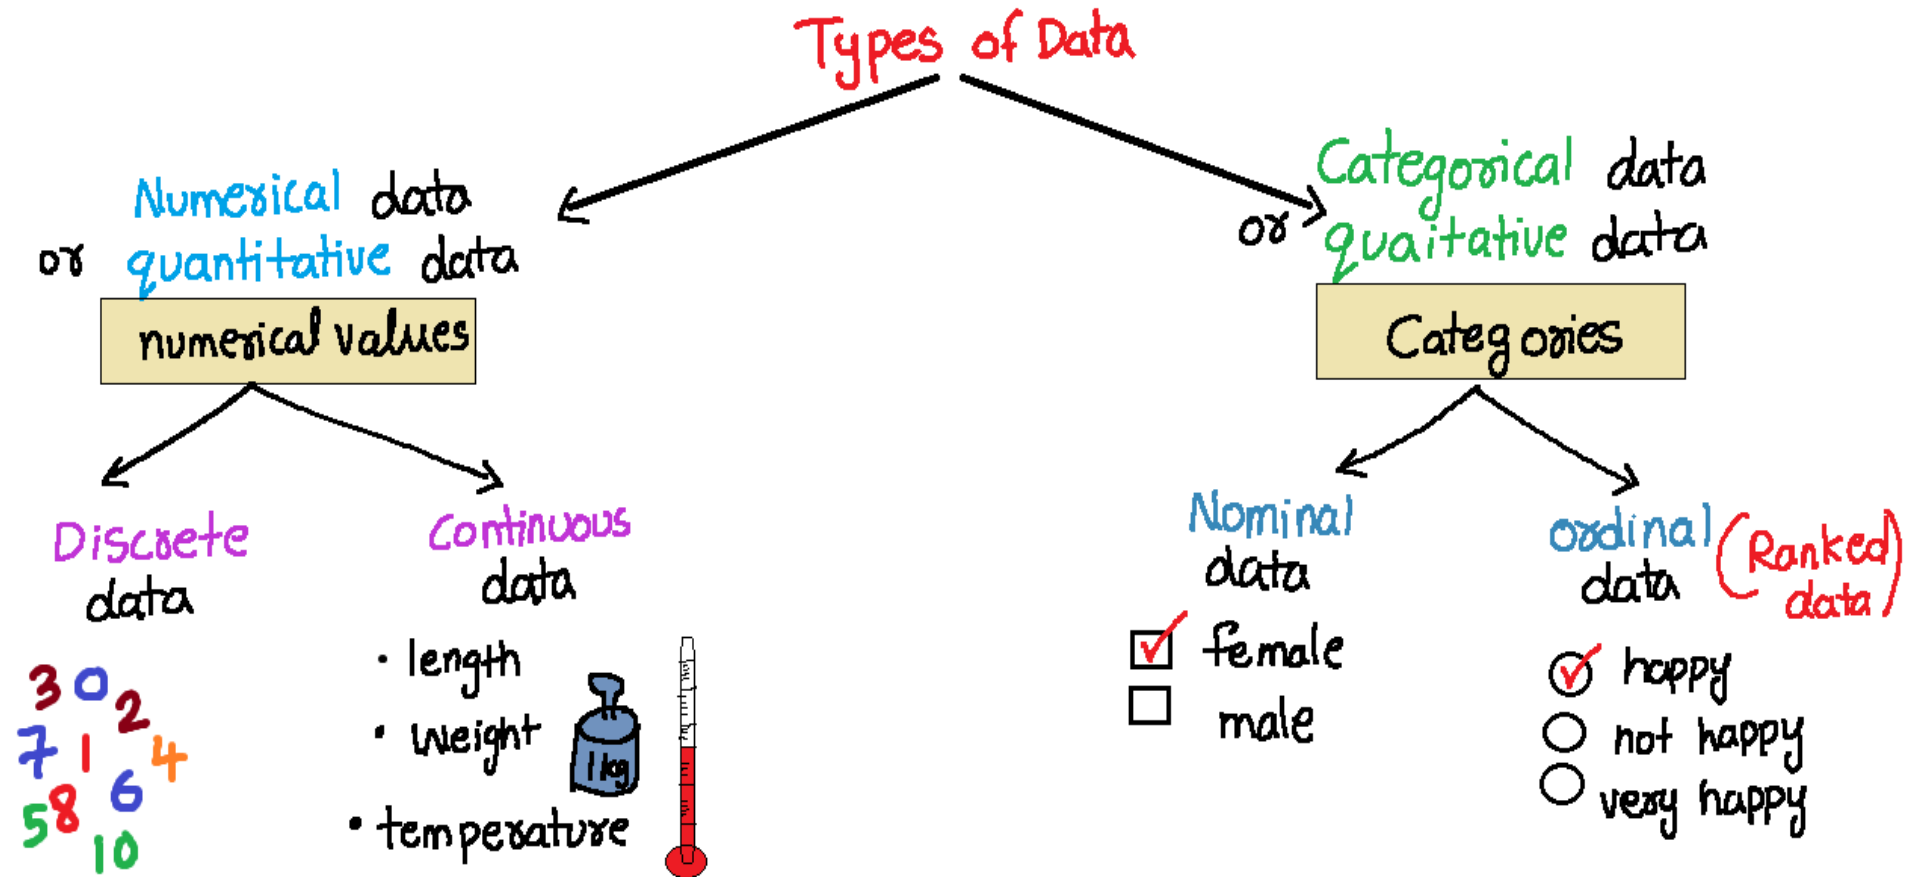 Types of Data
Numerical data
or quantitative data
numerical values
Categorical data
or quaitative data
Categories
Discrete
data
3 0 2
7 1 4
5 8 6
10
Continuous
data
• length
• weight
1kg
• temperature
Nominal
data
female
male
ordinal
data
(Ranked
data)
happy
not happy
very happy